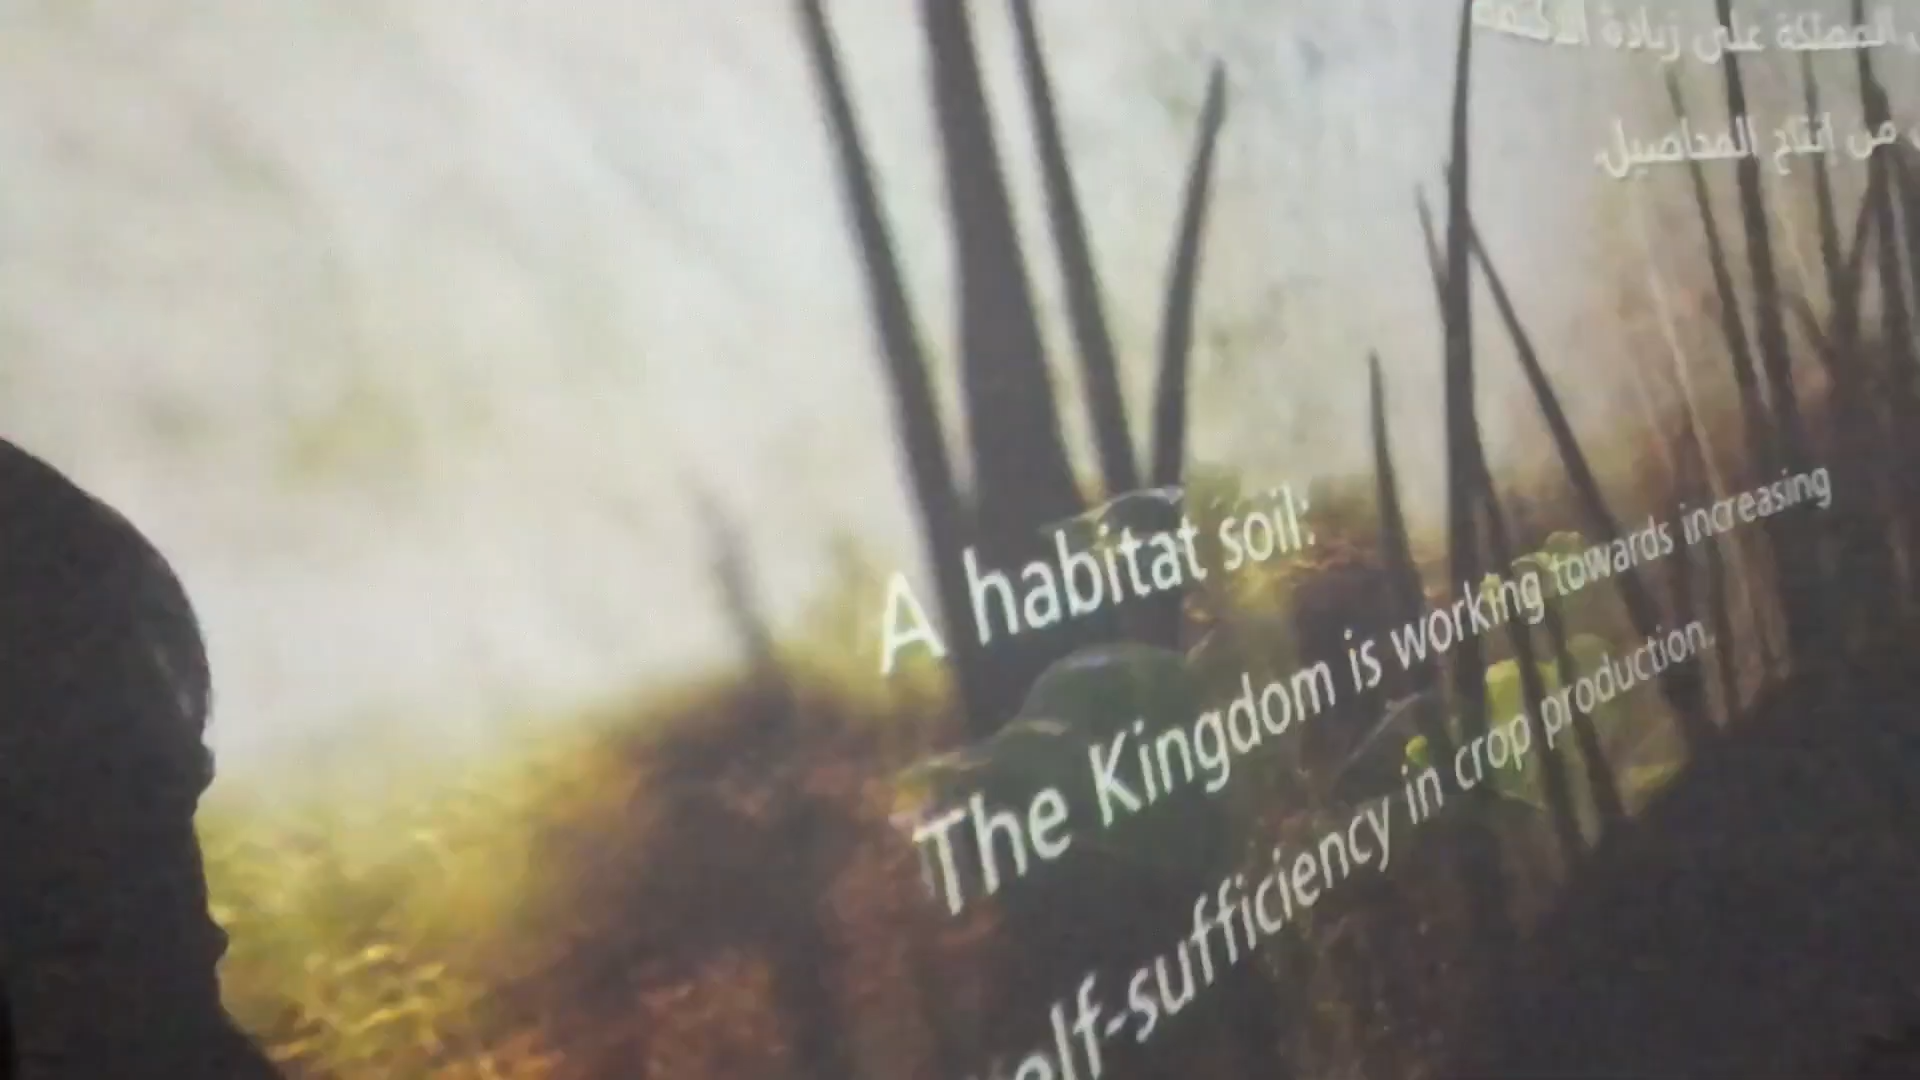 المملكة على زيادة
من إنتاج المحاصيل.
A habitat soil:
The Kingdom is working towards increasing
self-sufficiency in crop production.